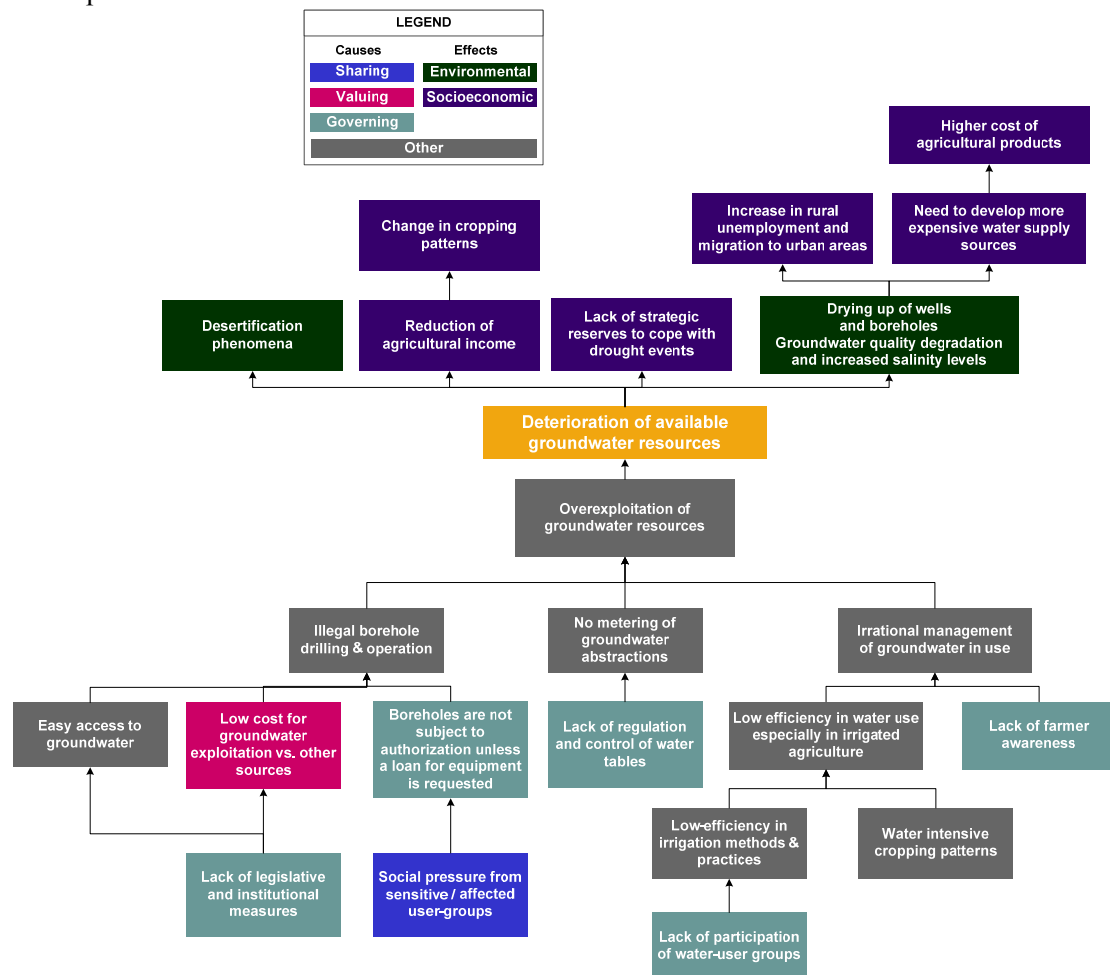 LEGEND
Causes
Effects
Sharing
Environmental
Valuing
Socioeconomic
Governing
Other
Higher cost of
agricultural products
Change in cropping
patterns
Increase in rural
unemployment and
migration to urban areas
Need to develop more
expensive water supply
sources
Desertification
phenomena
Reduction of
agricultural income
Lack of strategic
reserves to cope with
drought events
Drying up of wells
and boreholes
Groundwater quality degradation
and increased salinity levels
Deterioration of available
groundwater resources
Overexploitation of
groundwater resources
Illegal borehole
drilling & operation
No metering of
groundwater
abstractions
Irrational management
of groundwater in use
Easy access to
groundwater
Low cost for
groundwater
exploitation vs. other
sources
Boreholes are not
subject to
authorization unless
a loan for equipment
is requested
Lack of regulation
and control of water
tables
Low efficiency in water use
especially in irrigated
agriculture
Lack of farmer
awareness
Low-efficiency in
irrigation methods &
practices
Water intensive
cropping patterns
Lack of legislative
and institutional
measures
Social pressure from
sensitive / affected
user-groups
Lack of participation
of water-user groups